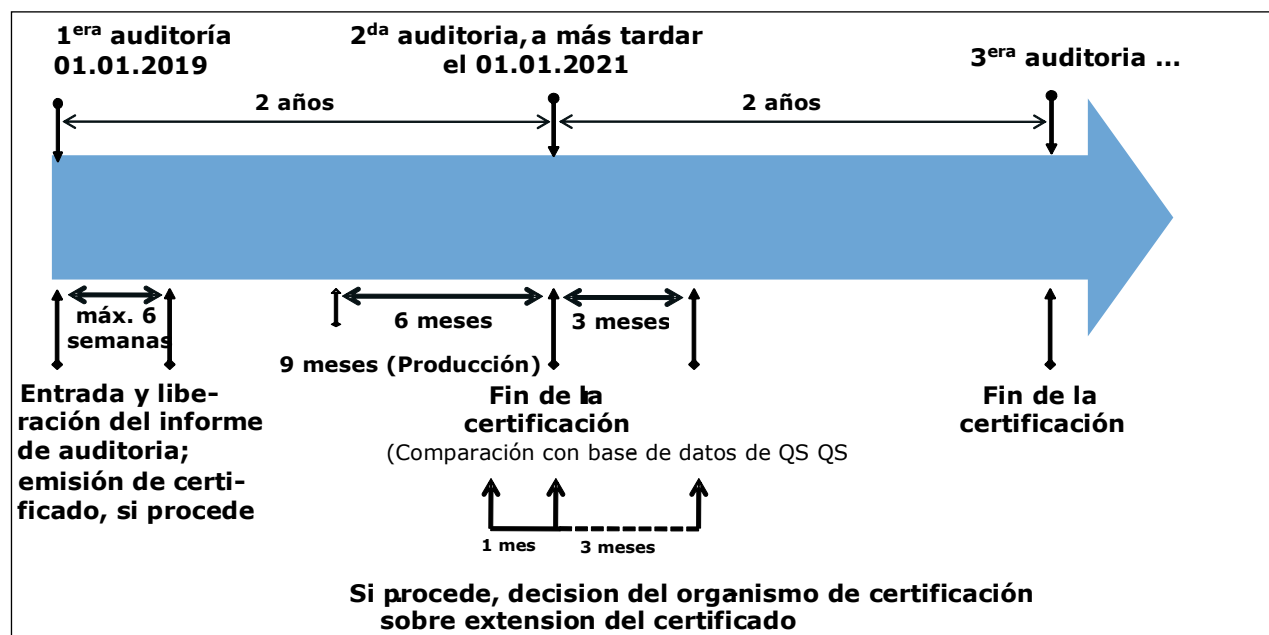 1era auditoría
01.01.2019
2da auditoria, a más tardar
el 01.01.2021
3era auditoria ...
2 años
2 años
máx. 6
semanas
6 meses
3 meses
9 meses (Producción)
Entrada y libe-
ración del informe
de auditoria;
emisión de certi-
ficado, si procede
Fin de la
certificación
(Comparación con base de datos de QS QS
Fin de la
certificación
1 mes
3 meses
Si procede, decision del organismo de certificación
sobre extension del certificado